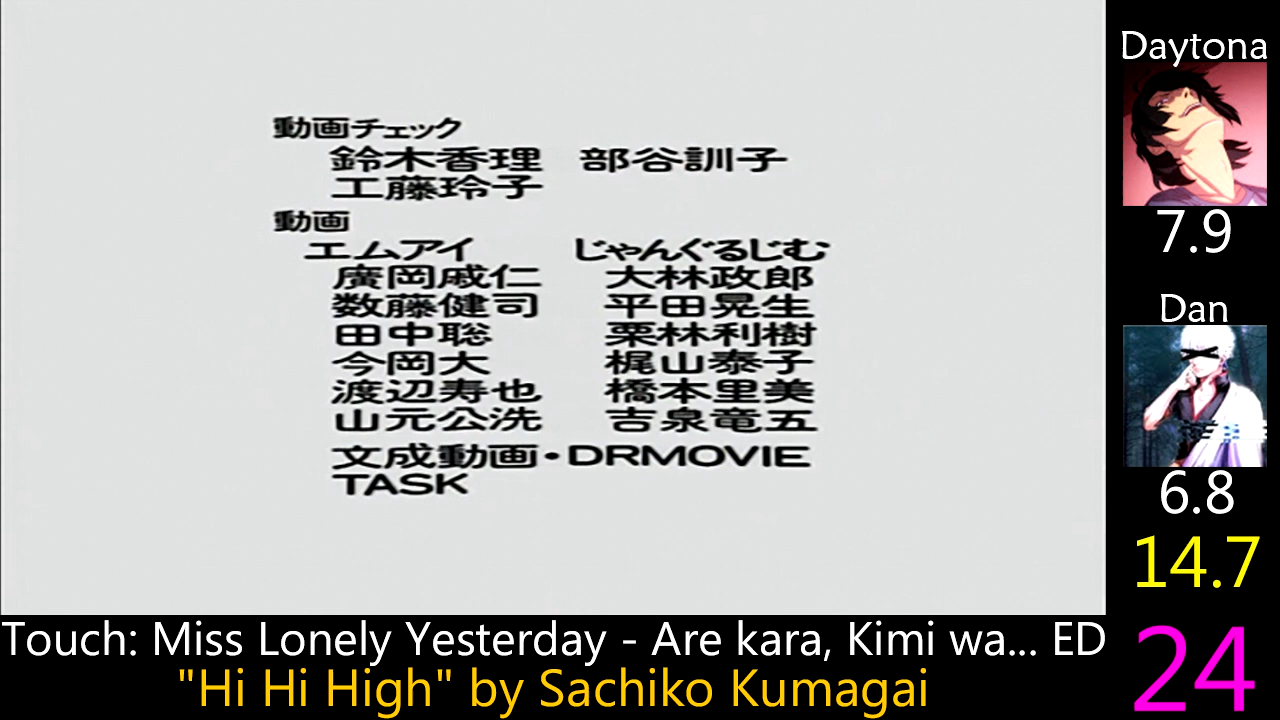 動画チェック
鈴木香理 部谷訓子
工藤玲子
動画
エムアイ じゃんぐるじむ
廣岡戚仁 大林政郎
数藤健司 平田晃生
田中聡 栗林利樹
今岡大 梶山泰子
渡辺寿也 橋本里美
山元公洗 吉泉竜五
文成動画・DRMOVIE
TASK
Daytona
7.9
Dan
6.8
14.7
24
Touch: Miss Lonely Yesterday - Are kara, Kimi wa... ED
"Hi Hi High" by Sachiko Kumagai